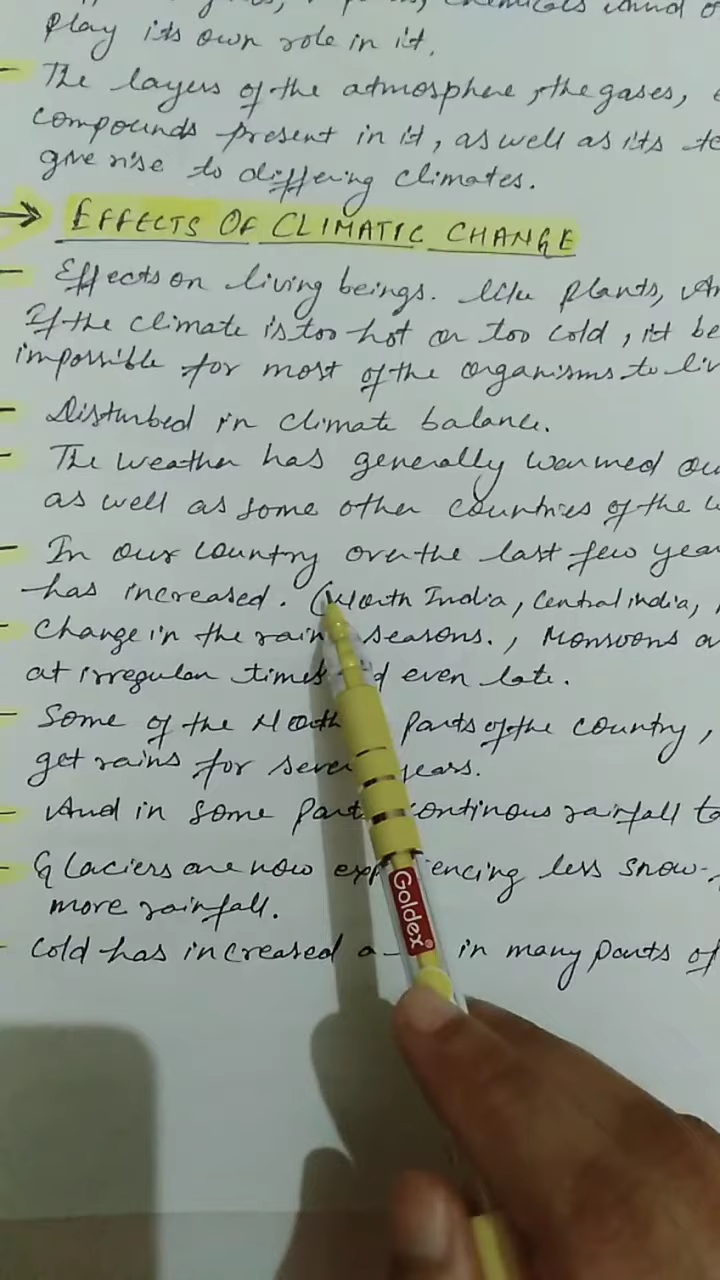 play its own role in it.
- The layers of the atmosphere, the gases,
compounds present in it, as well as its
give rise to differing climates.
→ EFFECTS OF CLIMATIC CHANGE
- Effects on living beings. like plants,
If the climate is too hot or too cold, it
impossible for most of the organisms to
- Disturbed in climate balance.
- The weather has generally warmed
as well as some other countries of the
- In our country over the last few
has increased. (North India, Central india,
- Change in the seasons., Monsoons
at irregular even late.
- Some of the parts of the country,
get rains for
- And in some continous rainfall
- Glaciers are now less snow-
more rainfall.
- Cold has increased in many parts of
Goldex